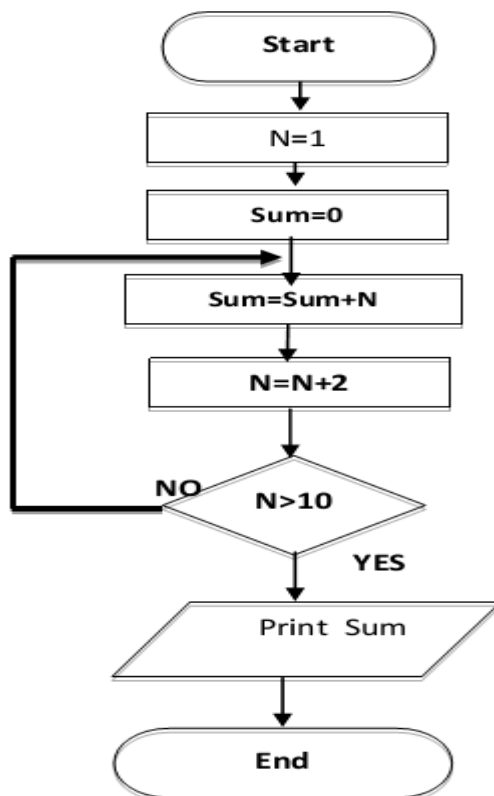 Start
N=1
Sum=0
Sum=Sum+N
N=N+2
NO
N>10
YES
Print Sum
End